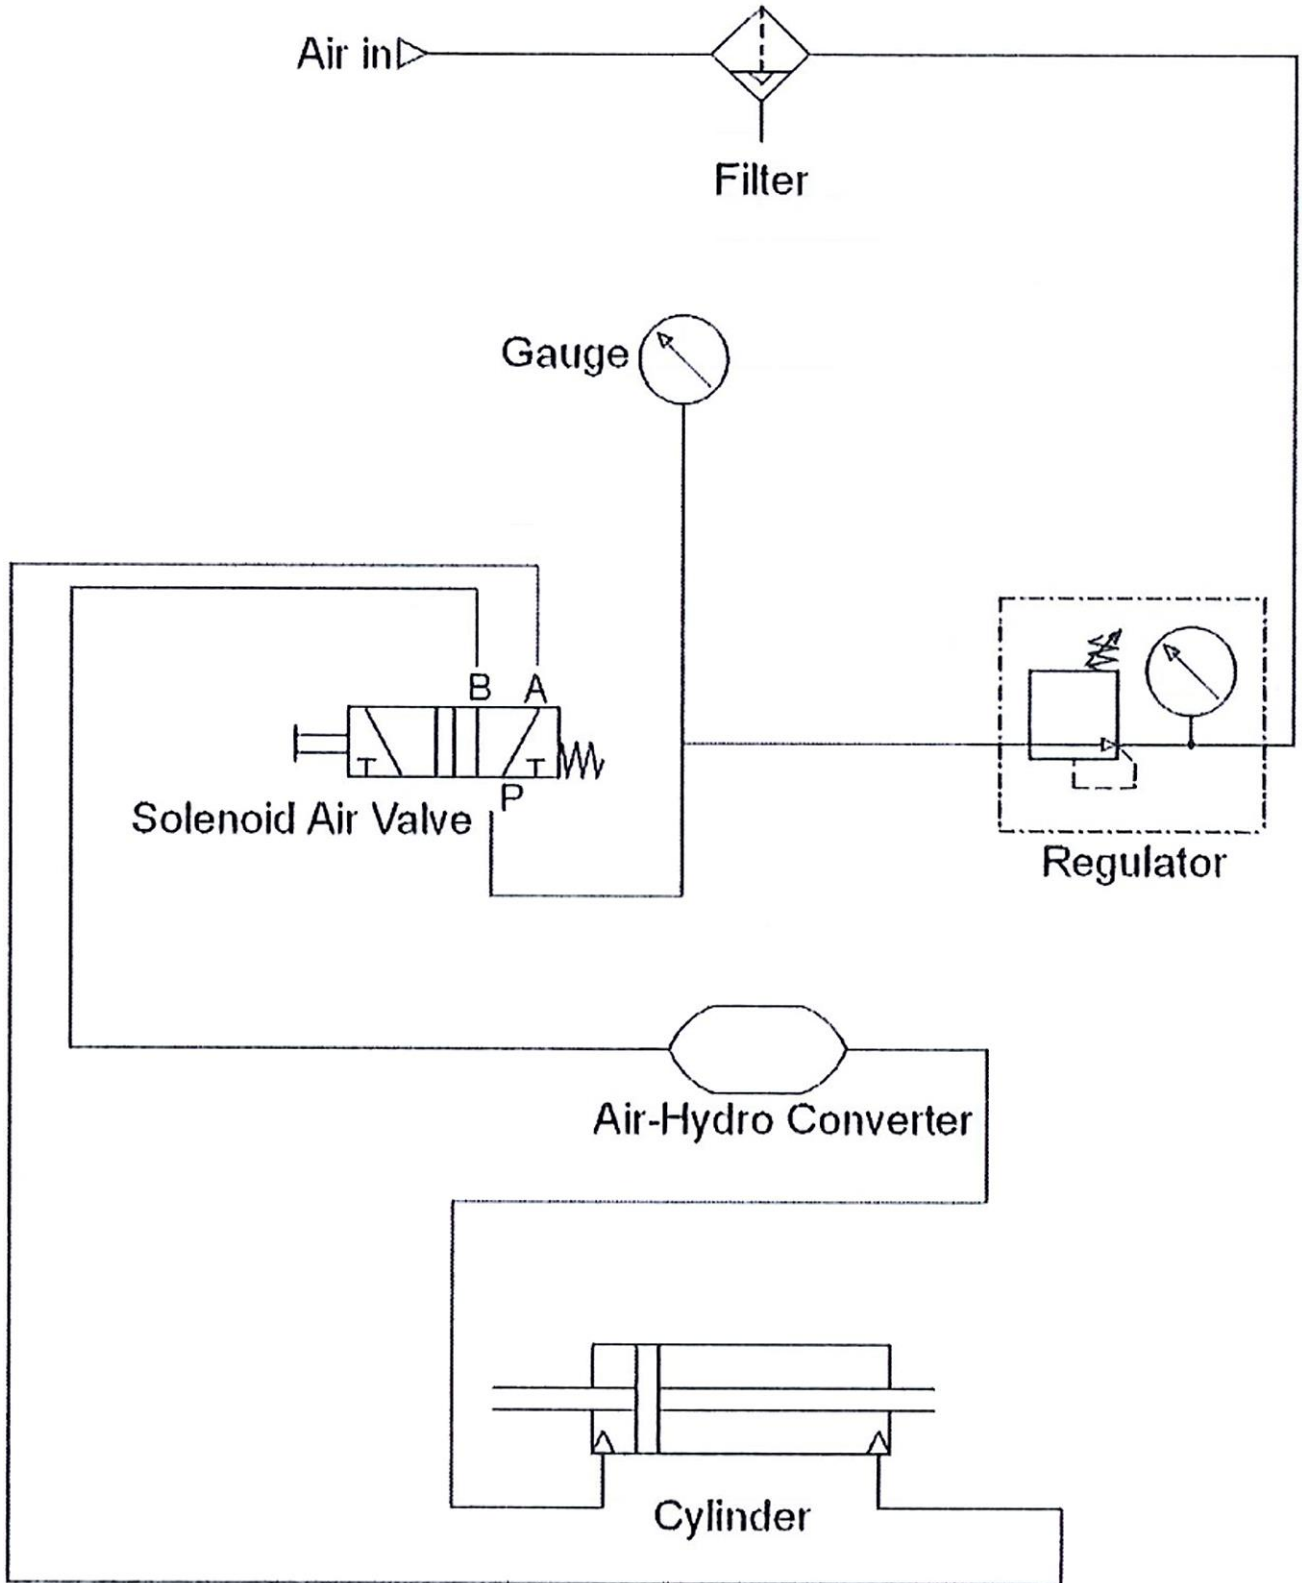 Air in
Filter
Gauge
B A
T T
P
Solenoid Air Valve
Regulator
Air-Hydro Converter
Cylinder